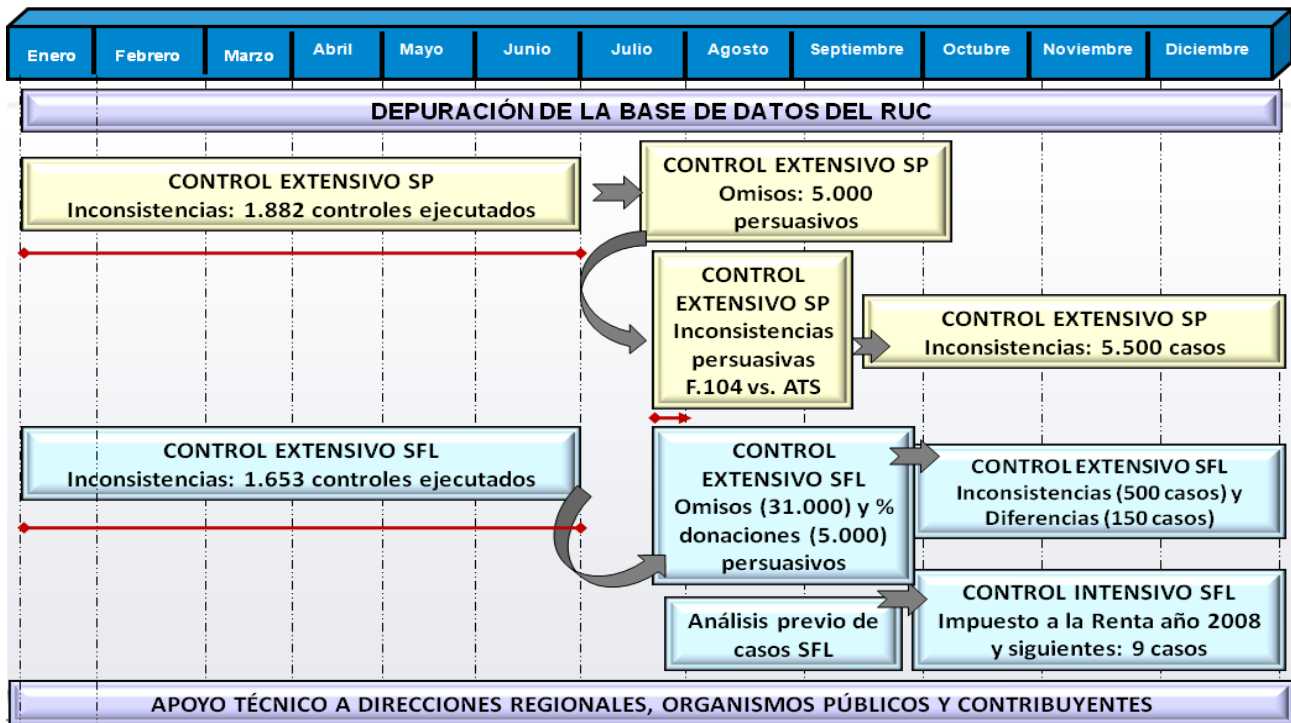 Enero Febrero Marzo Abril Mayo Junio Julio Agosto Septiembre Octubre Noviembre Diciembre
DEPURACIÓN DE LA BASE DE DATOS DEL RUC
CONTROL EXTENSIVO SP
Inconsistencias: 1.882 controles ejecutados
CONTROL EXTENSIVO SP
Omisos: 5.000
persuasivos
CONTROL
EXTENSIVO SP
Inconsistencias
persuasivas
F.104 vs. ATS
CONTROL EXTENSIVO SP
Inconsistencias: 5.500 casos
CONTROL EXTENSIVO SFL
Inconsistencias: 1.653 controles ejecutados
CONTROL
EXTENSIVO SFL
Omisos (31.000) y %
donaciones (5.000)
persuasivos
CONTROL EXTENSIVO SFL
Inconsistencias (500 casos) y
Diferencias (150 casos)
Análisis previo de
casos SFL
CONTROL INTENSIVO SFL
Impuesto a la Renta año 2008
y siguientes: 9 casos
APOYO TÉCNICO A DIRECCIONES REGIONALES, ORGANISMOS PÚBLICOS Y CONTRIBUYENTES